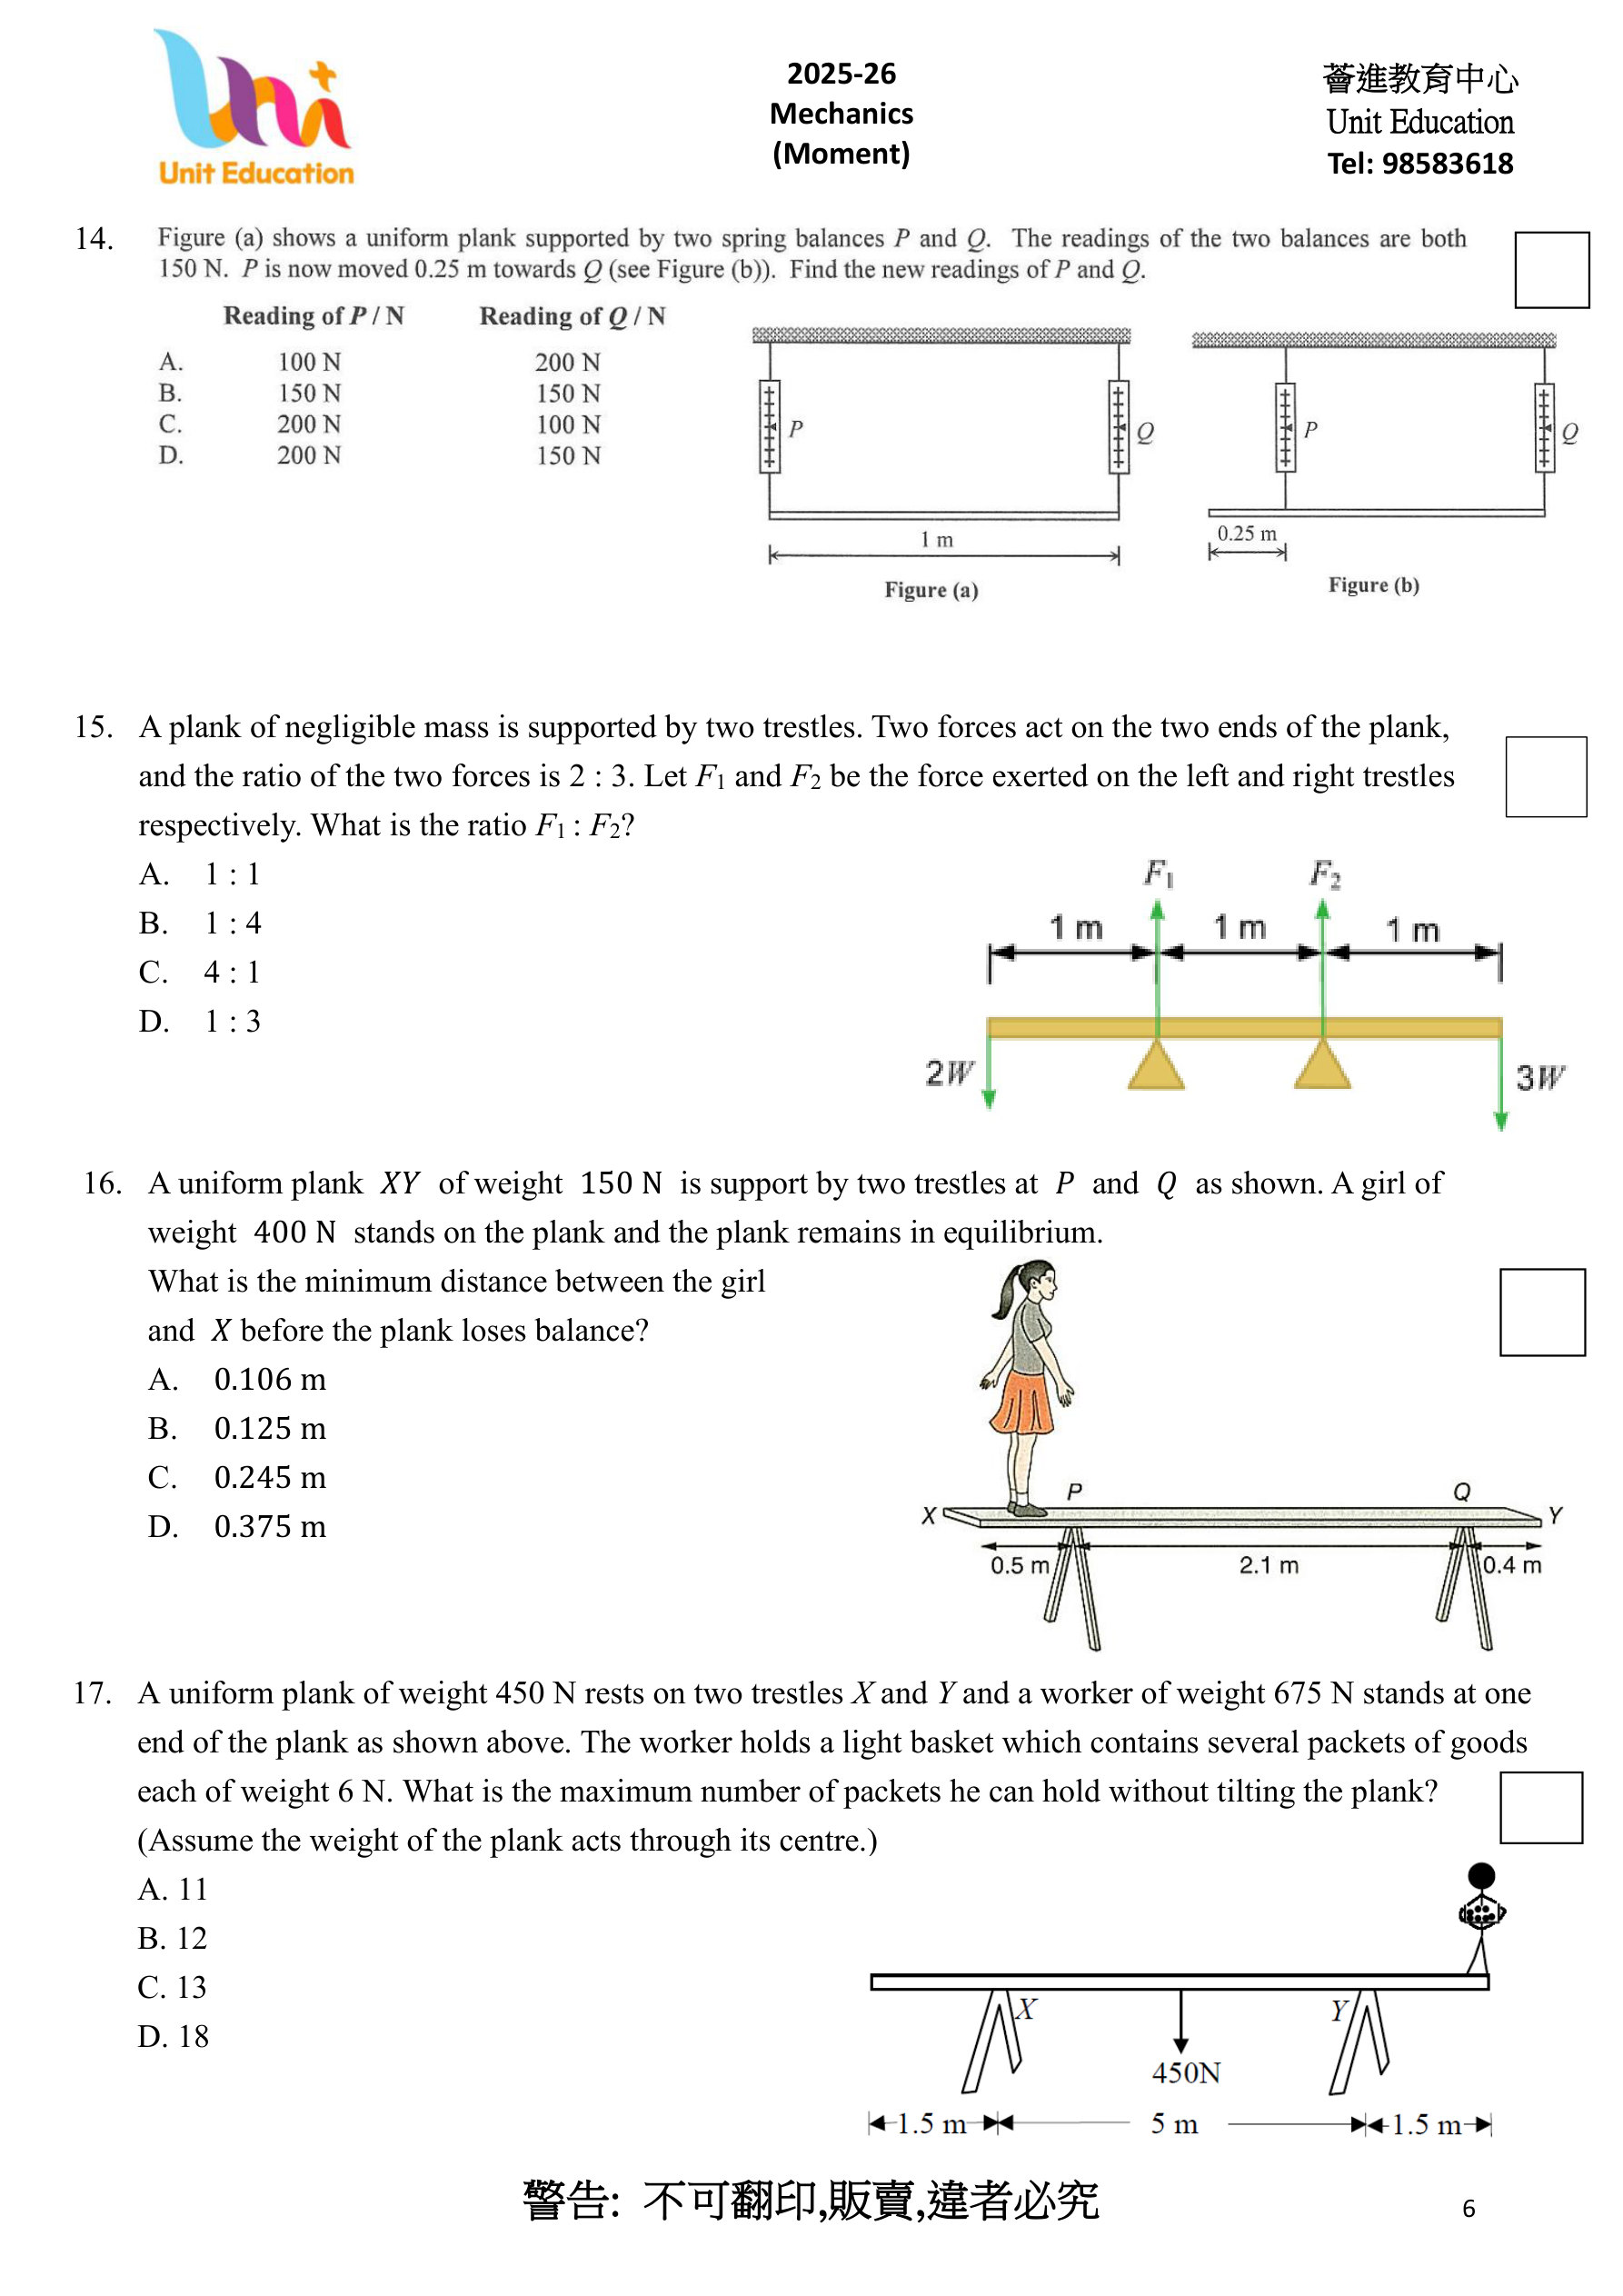 Unit Education
2025-26
Mechanics
(Moment)
薈進教育中心
Unit Education
Tel: 98583618
14. Figure (a) shows a uniform plank supported by two spring balances P and Q. The readings of the two balances are both
150 N. P is now moved 0.25 m towards Q (see Figure (b)). Find the new readings of P and Q.
Reading of P / N Reading of Q / N
A. 100 N 200 N
B. 150 N 150 N
C. 200 N 100 N
D. 200 N 150 N
P
Q
1 m
Figure (a)
P
Q
0.25 m
Figure (b)
15. A plank of negligible mass is supported by two trestles. Two forces act on the two ends of the plank,
and the ratio of the two forces is 2 : 3. Let F1 and F2 be the force exerted on the left and right trestles
respectively. What is the ratio F1 : F2?
A. 1 : 1
B. 1 : 4
C. 4 : 1
D. 1 : 3
F1 F2
1 m 1 m 1 m
2W 3W
16. A uniform plank XY of weight 150 N is support by two trestles at P and Q as shown. A girl of
weight 400 N stands on the plank and the plank remains in equilibrium.
What is the minimum distance between the girl
and X before the plank loses balance?
A. 0.106 m
B. 0.125 m
C. 0.245 m
D. 0.375 m
X P Q Y
0.5 m 2.1 m 0.4 m
17. A uniform plank of weight 450 N rests on two trestles X and Y and a worker of weight 675 N stands at one
end of the plank as shown above. The worker holds a light basket which contains several packets of goods
each of weight 6 N. What is the maximum number of packets he can hold without tilting the plank?
(Assume the weight of the plank acts through its centre.)
A. 11
B. 12
C. 13
D. 18
X Y
450N
1.5 m 5 m 1.5 m
警告: 不可翻印,販賣,違者必究
6